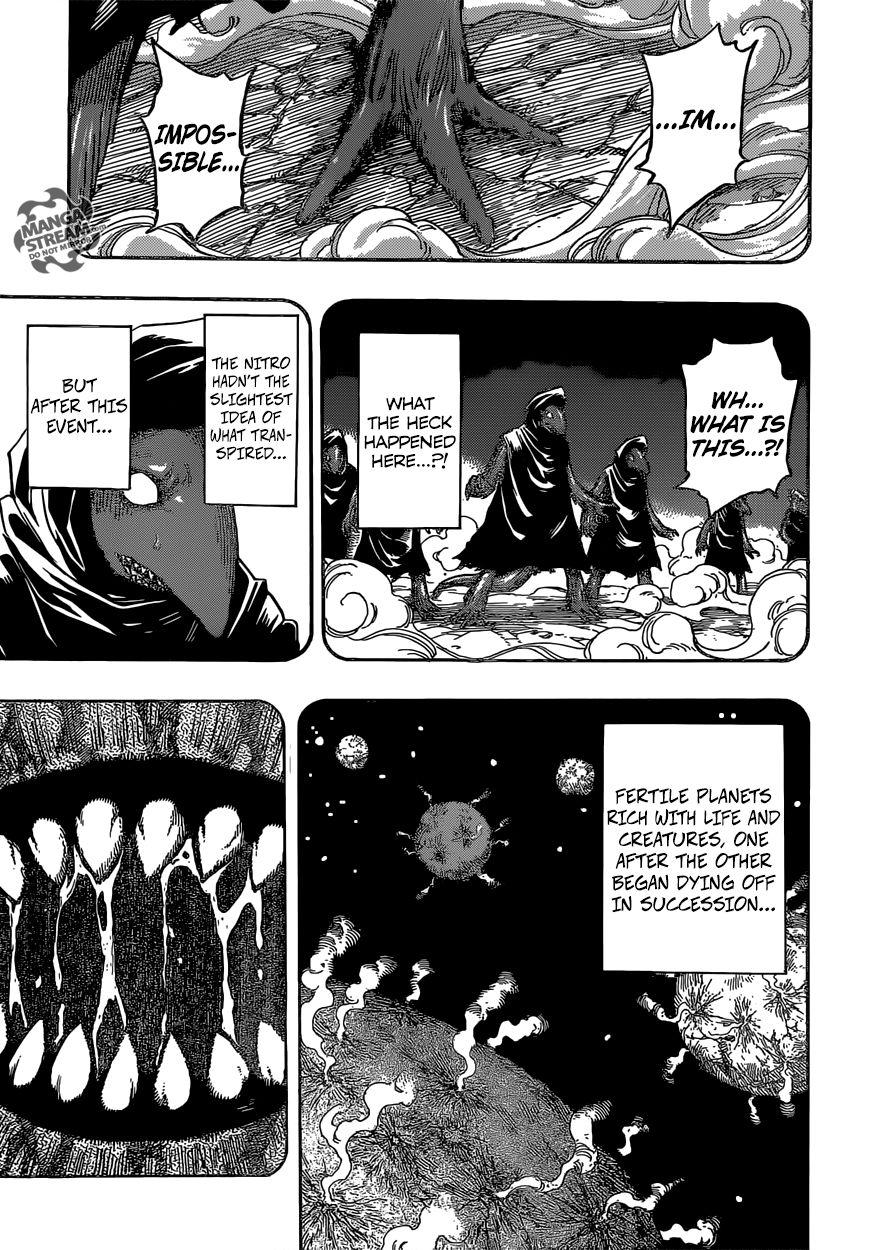 ...IM...
IMPOS-
SIBLE...
MANGA
STREAM.com
DO NOT MIRROR
WH...
WHAT IS
THIS...?!
WHAT
THE HECK
HAPPENED
HERE...?!
THE NITRO
HADN'T THE
SLIGHTEST
IDEA OF
WHAT TRAN-
SPIRED...
BUT
AFTER THIS
EVENT...
FERTILE PLANETS
RICH WITH LIFE AND
CREATURES, ONE
AFTER THE OTHER
BEGAN DYING OFF
IN SUCCESSION...